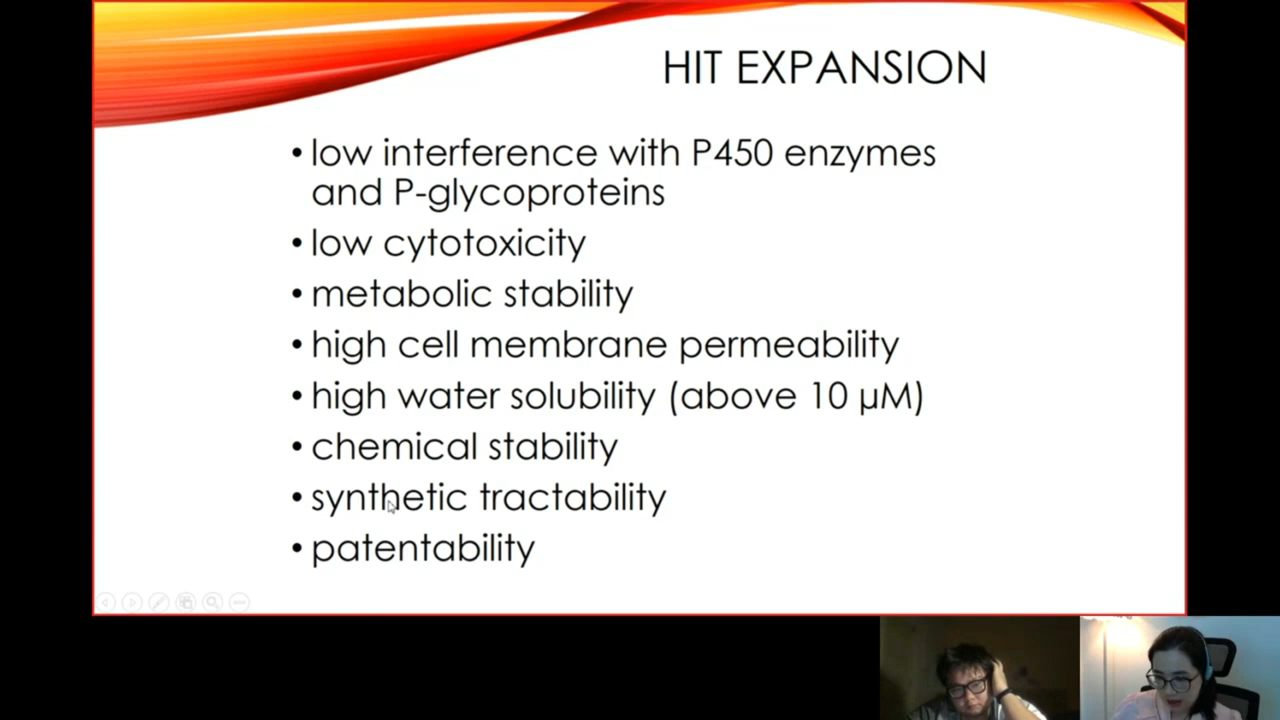 HIT EXPANSION
• low interference with P450 enzymes
and P-glycoproteins
• low cytotoxicity
• metabolic stability
• high cell membrane permeability
• high water solubility (above 10 µM)
• chemical stability
• synthetic tractability
• patentability